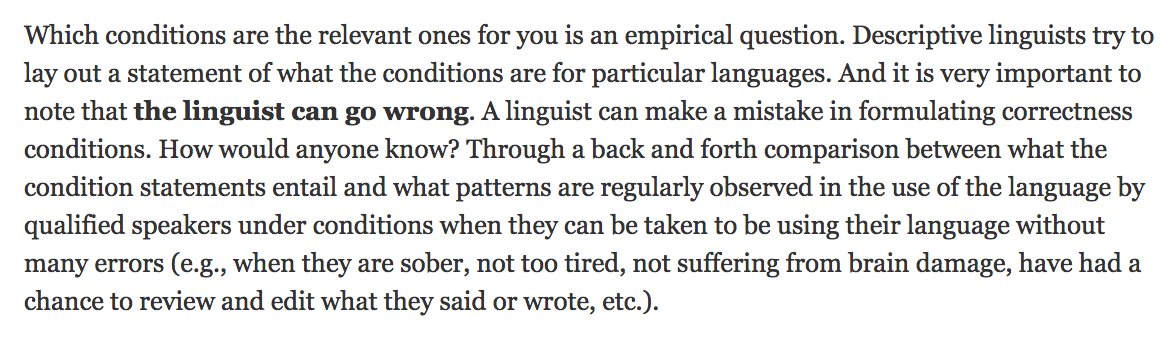 Which conditions are the relevant ones for you is an empirical question. Descriptive linguists try to
lay out a statement of what the conditions are for particular languages. And it is very important to
note that the linguist can go wrong. A linguist can make a mistake in formulating correctness
conditions. How would anyone know? Through a back and forth comparison between what the
condition statements entail and what patterns are regularly observed in the use of the language by
qualified speakers under conditions when they can be taken to be using their language without
many errors (e.g., when they are sober, not too tired, not suffering from brain damage, have had a
chance to review and edit what they said or wrote, etc.).